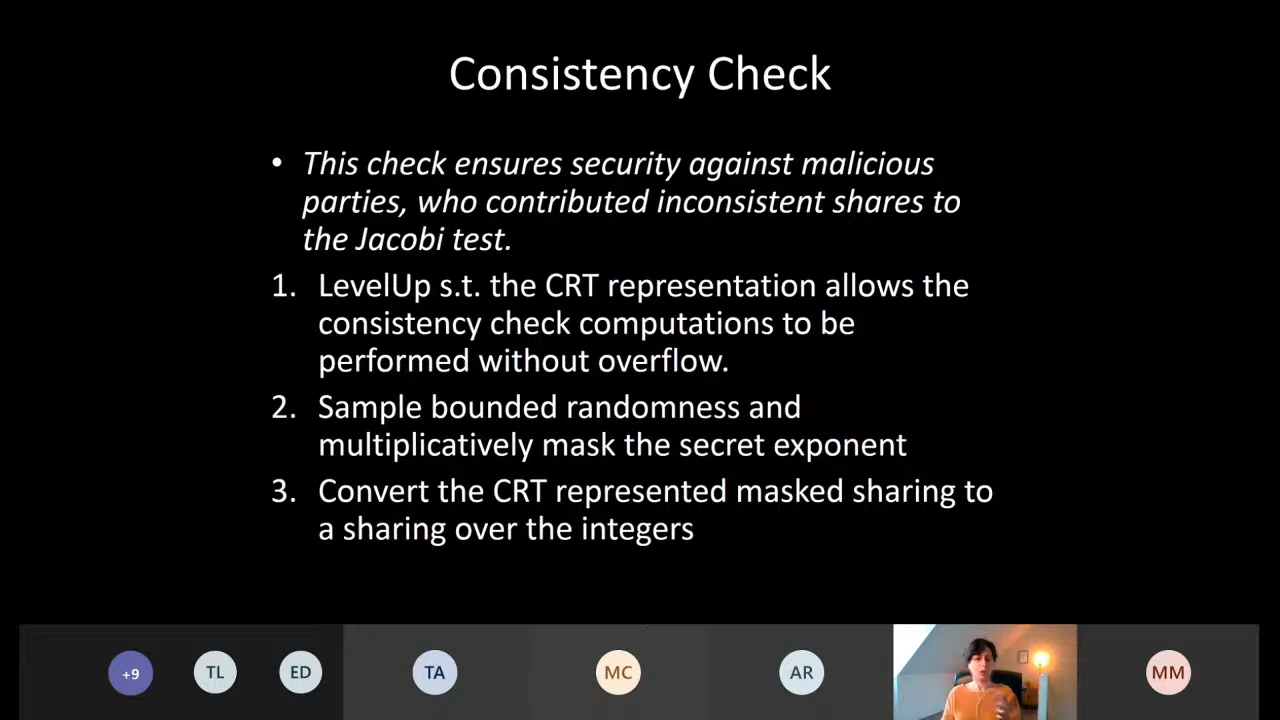 Consistency Check
• This check ensures security against malicious
parties, who contributed inconsistent shares to
the Jacobi test.
1. LevelUp s.t. the CRT representation allows the
consistency check computations to be
performed without overflow.
2. Sample bounded randomness and
multiplicatively mask the secret exponent
3. Convert the CRT represented masked sharing to
a sharing over the integers
+9 TL ED TA MC AR MM